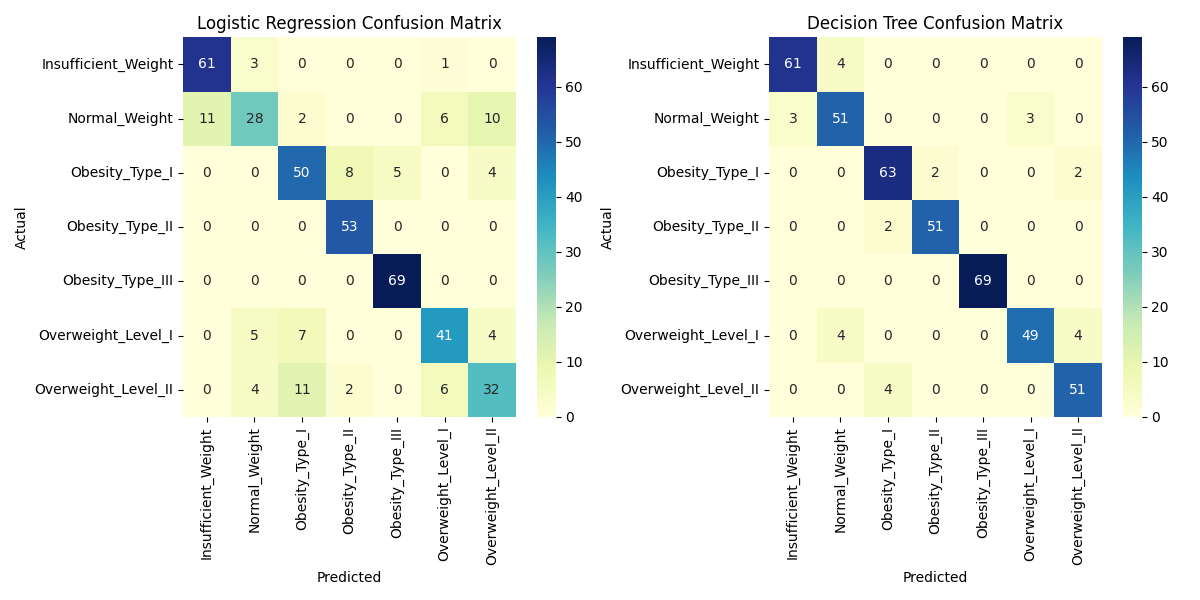 Logistic Regression Confusion Matrix
Actual
Insufficient_Weight 61 3 0 0 0 1 0
Normal_Weight 11 28 2 0 0 6 10
Obesity_Type_I 0 0 50 8 5 0 4
Obesity_Type_II 0 0 0 53 0 0 0
Obesity_Type_III 0 0 0 0 69 0 0
Overweight_Level_I 0 5 7 0 0 41 4
Overweight_Level_II 0 4 11 2 0 6 32
Insufficient_Weight
Normal_Weight
Obesity_Type_I
Obesity_Type_II
Obesity_Type_III
Overweight_Level_I
Overweight_Level_II
Predicted
60
50
40
30
20
10
0
Decision Tree Confusion Matrix
Actual
Insufficient_Weight 61 4 0 0 0 0 0
Normal_Weight 3 51 0 0 0 3 0
Obesity_Type_I 0 0 63 2 0 0 2
Obesity_Type_II 0 0 2 51 0 0 0
Obesity_Type_III 0 0 0 0 69 0 0
Overweight_Level_I 0 4 0 0 0 49 4
Overweight_Level_II 0 0 4 0 0 0 51
Insufficient_Weight
Normal_Weight
Obesity_Type_I
Obesity_Type_II
Obesity_Type_III
Overweight_Level_I
Overweight_Level_II
Predicted
60
50
40
30
20
10
0